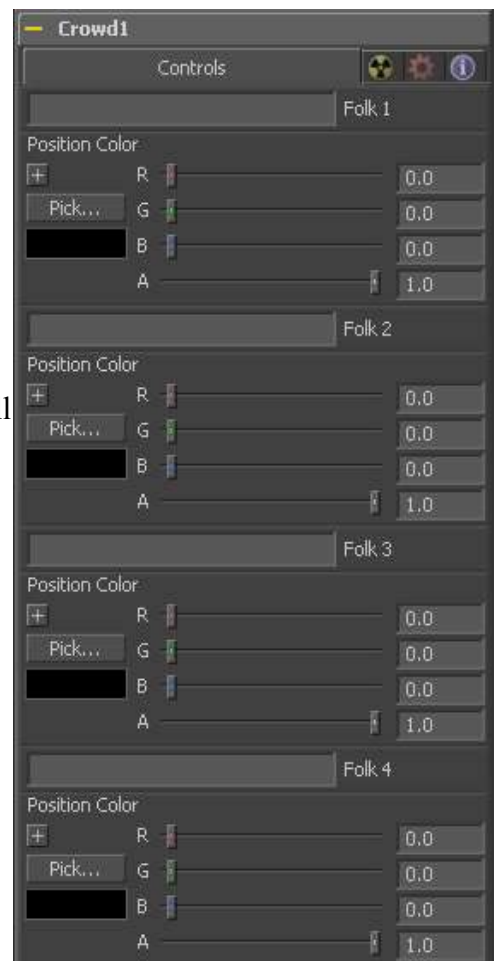 Crowd1
Controls
Folk 1
Position Color
R 0.0
Pick... G 0.0
B 0.0
A 1.0
Folk 2
Position Color
R 0.0
Pick... G 0.0
B 0.0
A 1.0
Folk 3
Position Color
R 0.0
Pick... G 0.0
B 0.0
A 1.0
Folk 4
Position Color
R 0.0
Pick... G 0.0
B 0.0
A 1.0